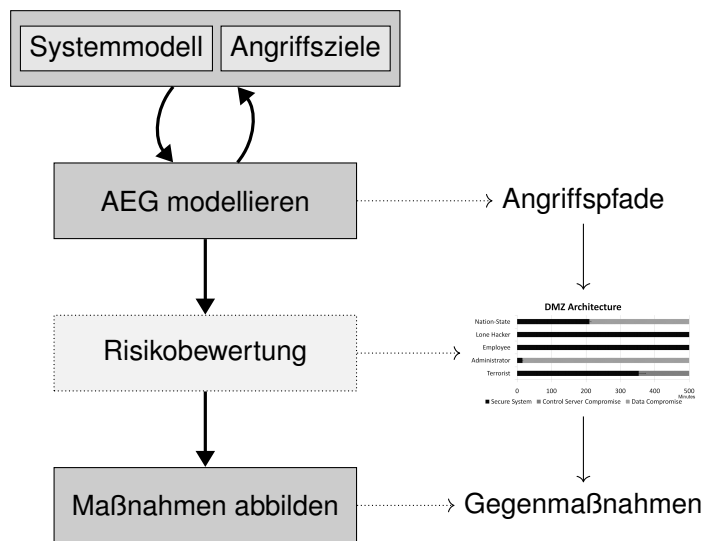 Systemmodell Angriffsziele
AEG modellieren
Angriffspfade
DMZ Architecture
Nation-State
Lone Hacker
Employee
Administrator
Terrorist
0 100 200 300 400 500
Minutes
Secure System Control Server Compromise Data Compromise
Risikobewertung
Maßnahmen abbilden
Gegenmaßnahmen